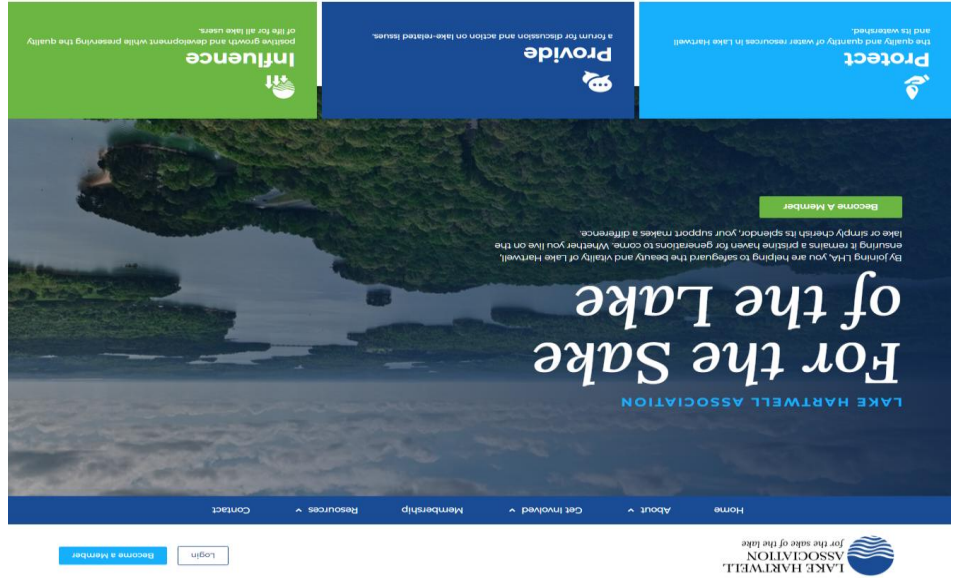 LAKE HARTWELL
ASSOCIATION
for the sake of the lake
Login
Become a Member
Home
About
Get Involved
Membership
Resources
Contact
LAKE HARTWELL ASSOCIATION
For the Sake
of the Lake
By joining LHA, you are helping to safeguard the beauty and vitality of Lake Hartwell,
ensuring it remains a pristine haven for generations to come. Whether you live on the
lake or simply cherish its splendor, your support makes a difference.
Become A Member
Protect
the quality and quantity of water resources in Lake Hartwell
and its watershed.
Provide
a forum for discussion and action on lake-related issues.
Influence
positive growth and development while preserving the quality
of life for all lake users.